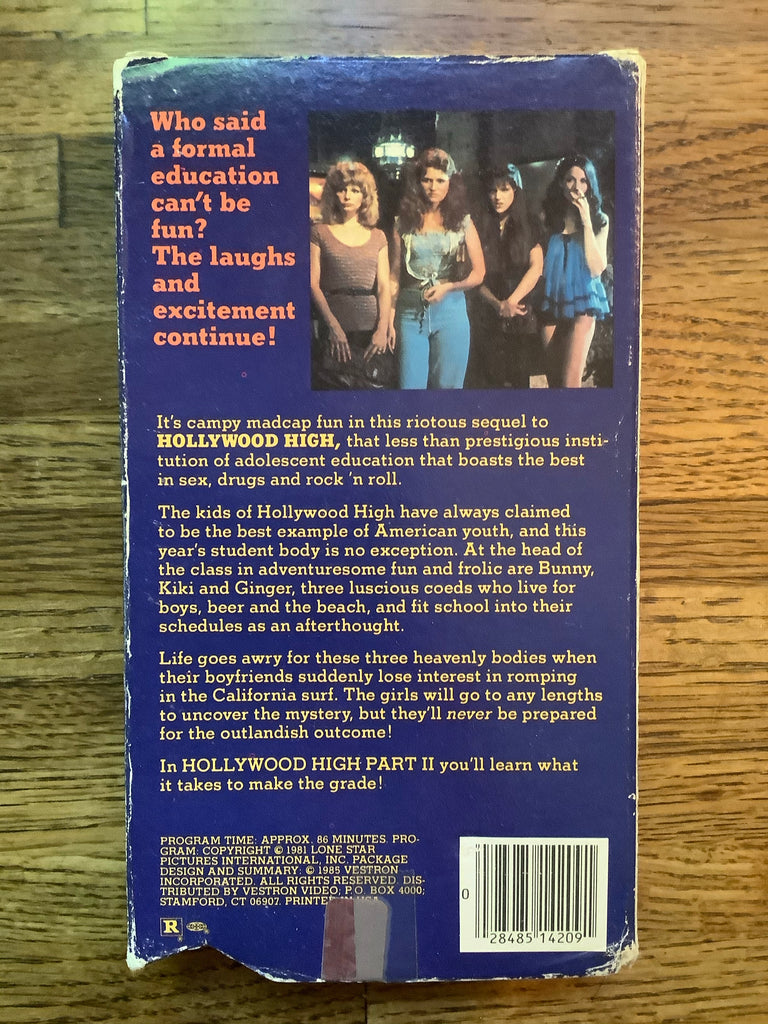 Who said
a formal
education
can't be
fun?
The laughs
and
excitement
continue!
It's campy madcap fun in this riotous sequel to
HOLLYWOOD HIGH, that less than prestigious insti-
tution of adolescent education that boasts the best
in sex, drugs and rock 'n roll.
The kids of Hollywood High have always claimed
to be the best example of American youth, and this
year's student body is no exception. At the head of
the class in adventuresome fun and frolic are Bunny,
Kiki and Ginger, three luscious coeds who live for
boys, beer and the beach, and fit school into their
schedules as an afterthought.
Life goes awry for these three heavenly bodies when
their boyfriends suddenly lose interest in romping
in the California surf. The girls will go to any lengths
to uncover the mystery, but they'll never be prepared
for the outlandish outcome!
In HOLLYWOOD HIGH PART II you'll learn what
it takes to make the grade!
PROGRAM TIME: APPROX. 86 MINUTES. PRO-
GRAM: COPYRIGHT © 1981 LONE STAR
PICTURES INTERNATIONAL, INC. PACKAGE
DESIGN AND SUMMARY: © 1985 VESTRON
INCORPORATED. ALL RIGHTS RESERVED. DIS-
TRIBUTED BY VESTRON VIDEO; P.O. BOX 4000;
STAMFORD, CT 06907. PRINTED IN USA
R
0 28485 14209